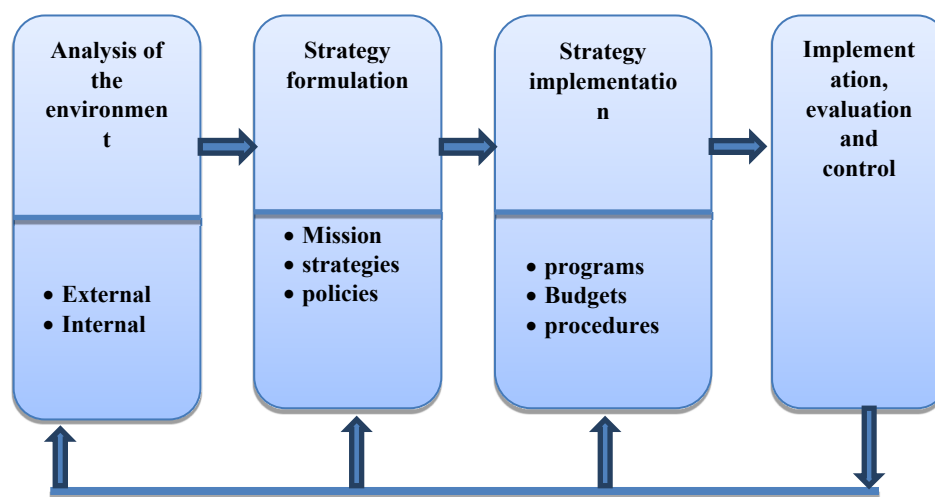 Analysis of
the
environmen
t
• External
• Internal
Strategy
formulation
• Mission
• strategies
• policies
Strategy
implementatio
n
• programs
• Budgets
• procedures
Implement
ation,
evaluation
and
control